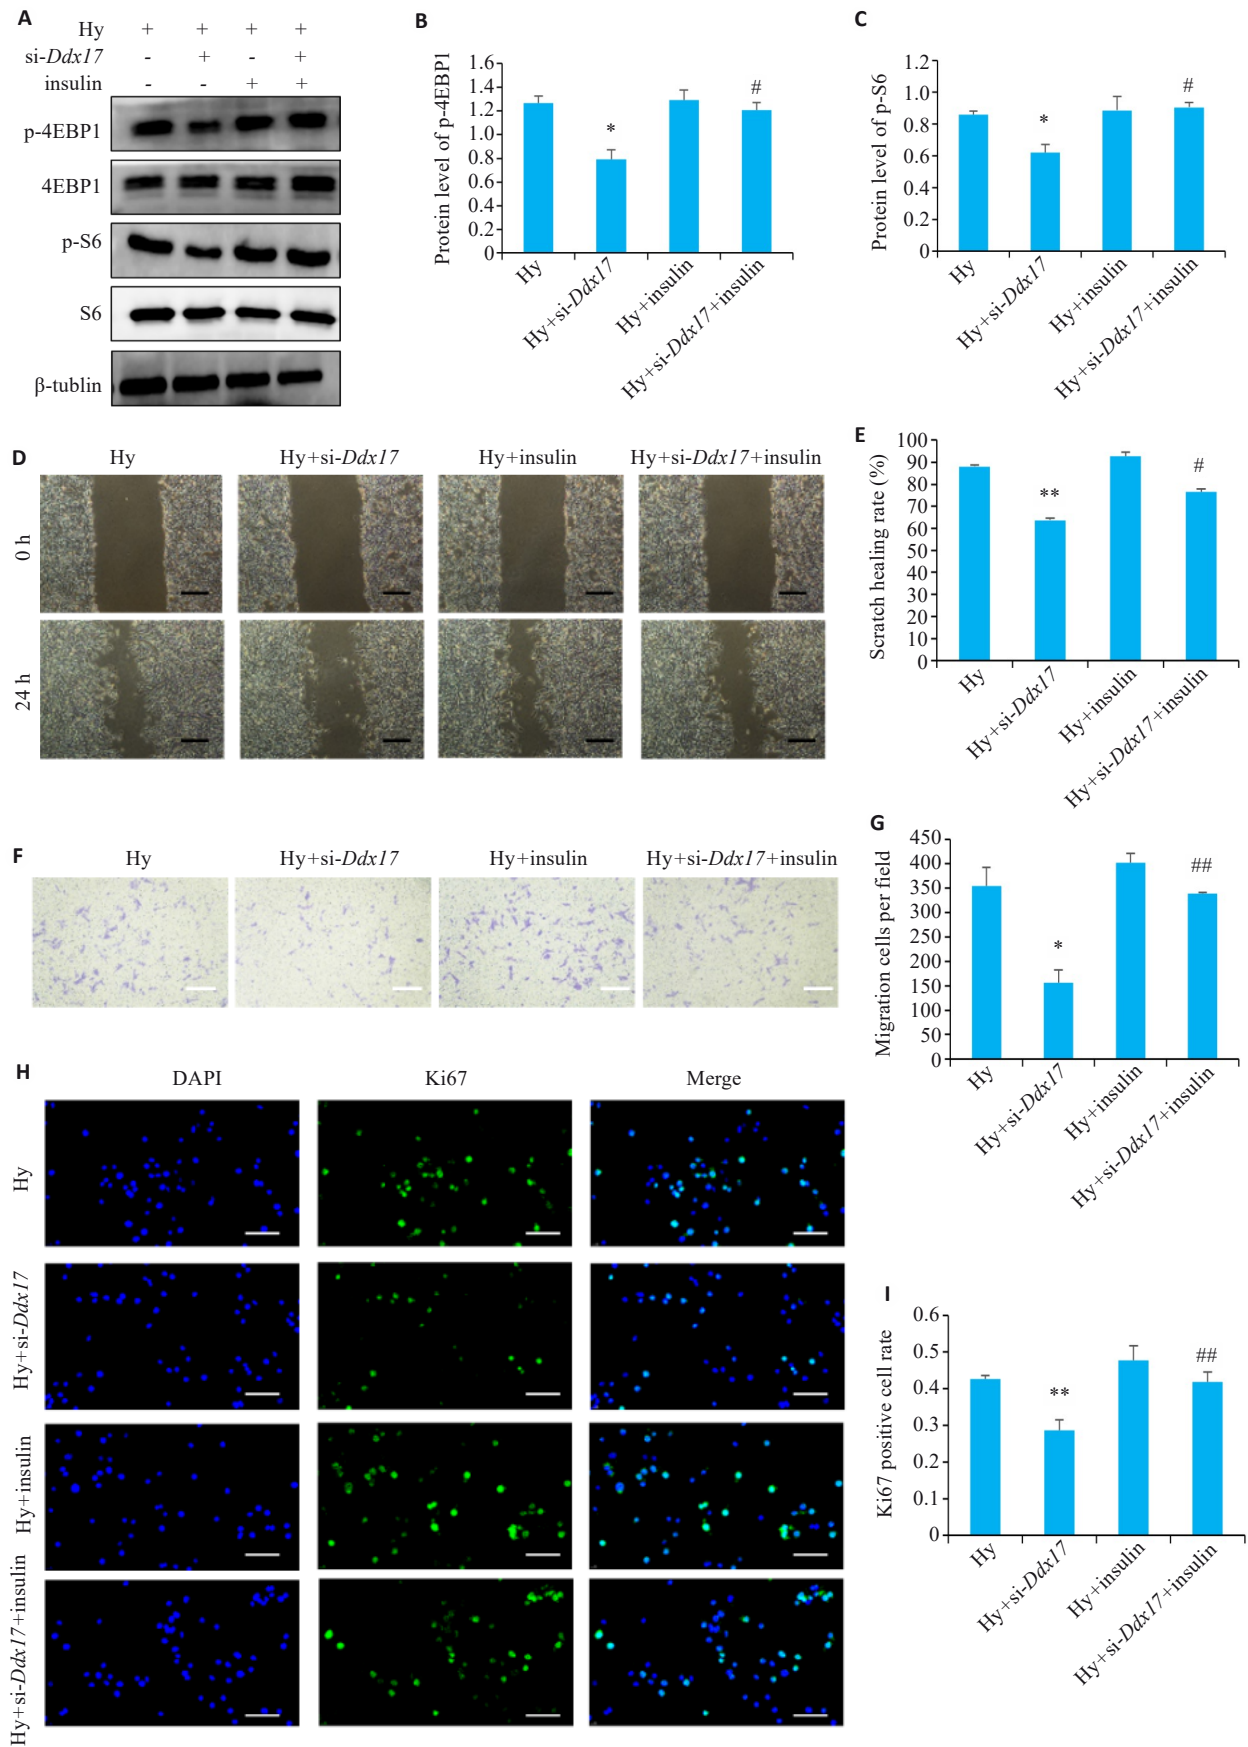 A
Hy + + + +
si-Ddx17 - + - +
insulin - - + +
p-4EBP1
4EBP1
p-S6
S6
β-tublin
B
Protein level of p-4EBP1
1.6
1.4
1.2
1.0
0.8
0.6
0.4
0.2
0
*
#
Hy
Hy+si-Ddx17
Hy+insulin
Hy+si-Ddx17+insulin
C
Protein level of p-S6
1.2
1.0
0.8
0.6
0.4
0.2
0
*
#
Hy
Hy+si-Ddx17
Hy+insulin
Hy+si-Ddx17+insulin
D
Hy Hy+si-Ddx17 Hy+insulin Hy+si-Ddx17+insulin
0 h
24 h
E
Scratch healing rate (%)
100
90
80
70
60
50
40
30
20
10
0
**
#
Hy
Hy+si-Ddx17
Hy+insulin
Hy+si-Ddx17+insulin
F
Hy Hy+si-Ddx17 Hy+insulin Hy+si-Ddx17+insulin
G
Migration cells per field
450
400
350
300
250
200
150
100
50
0
*
##
Hy
Hy+si-Ddx17
Hy+insulin
Hy+si-Ddx17+insulin
H
DAPI Ki67 Merge
Hy
Hy+si-Ddx17
Hy+insulin
Hy+si-Ddx17+insulin
I
Ki67 positive cell rate
0.6
0.5
0.4
0.3
0.2
0.1
0
**
##
Hy
Hy+si-Ddx17
Hy+insulin
Hy+si-Ddx17+insulin